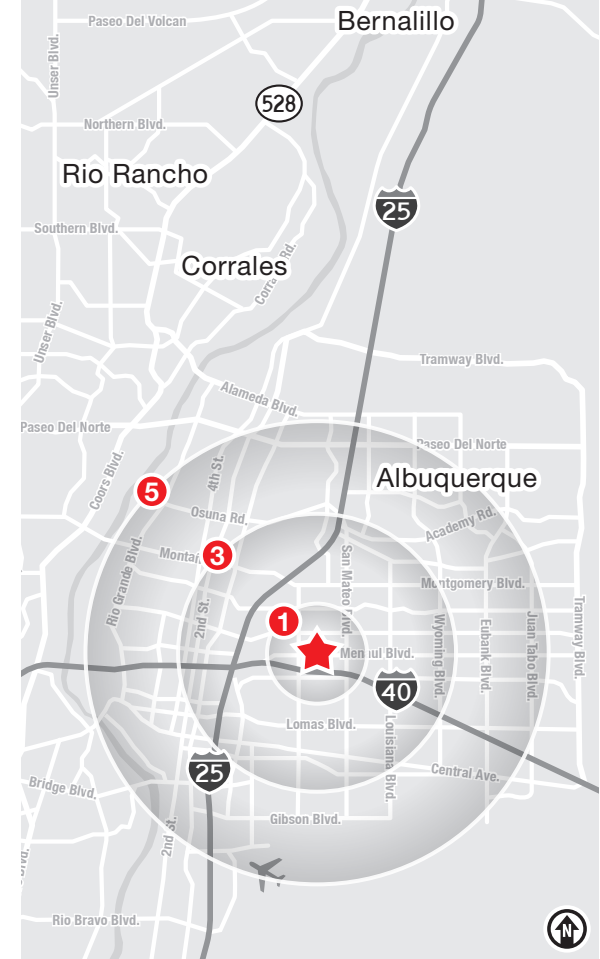 Paseo Del Volcan
Bernalillo
Unser Blvd.
528
Northern Blvd.
Rio Rancho
25
Southern Blvd.
Corrales
Rd.
Unser Blvd.
Tramway Blvd.
Alameda Blvd.
Paseo Del Norte
Paseo Del Norte
4th St.
Coors Blvd.
Albuquerque
5
Osuna Rd.
Academy Rd.
3
San Mateo Blvd.
Rio Grande Blvd.
Montgomery Blvd.
2nd St.
1
Wyoming Blvd.
Eubank Blvd.
Juan Tabo Blvd.
Tramway Blvd.
Menaul Blvd.
40
Lomas Blvd.
Louisiana Blvd.
25
Central Ave.
Bridge Blvd.
Gibson Blvd.
2nd St.
Blvd.
Rio Bravo Blvd.
N